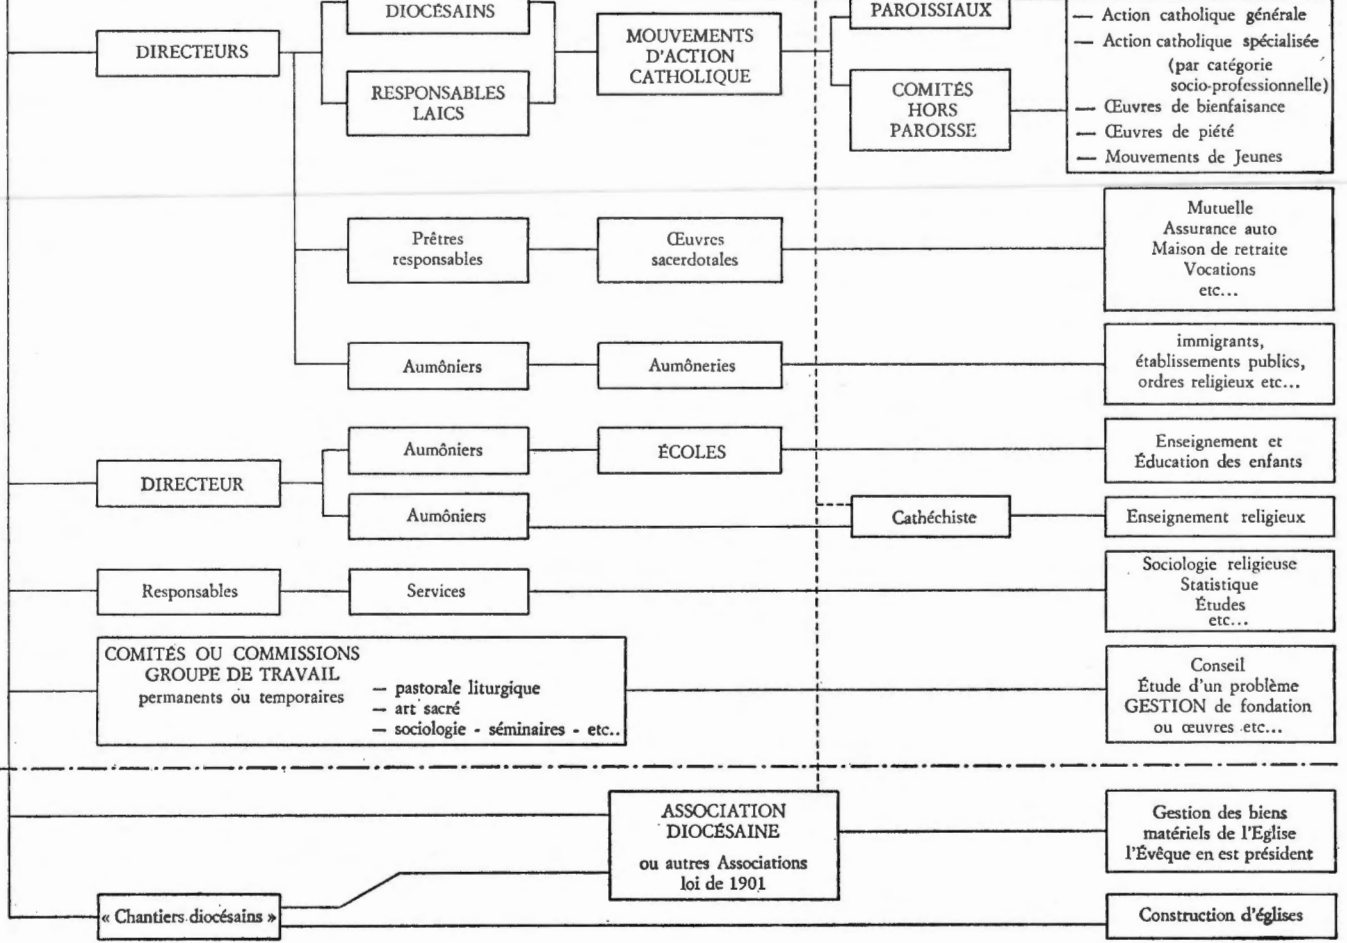 DIOCÉSAINS
PAROISSIAUX
— Action catholique générale
— Action catholique spécialisée
(par catégorie
socio-professionnelle)
— Œuvres de bienfaisance
— Œuvres de piété
— Mouvements de Jeunes
DIRECTEURS
RESPONSABLES
LAICS
MOUVEMENTS
D'ACTION
CATHOLIQUE
COMITÉS
HORS
PAROISSE
Prêtres
responsables
Œuvres
sacerdotales
Mutuelle
Assurance auto
Maison de retraite
Vocations
etc...
Aumôniers
Aumôneries
immigrants,
établissements publics,
ordres religieux etc...
DIRECTEUR
Aumôniers
ÉCOLES
Enseignement et
Éducation des enfants
Aumôniers
Cathéchiste
Enseignement religieux
Responsables
Services
Sociologie religieuse
Statistique
Études
etc...
COMITÉS OU COMMISSIONS
GROUPE DE TRAVAIL
permanents ou temporaires
— pastorale liturgique
— art sacré
— sociologie - séminaires - etc..
Conseil
Étude d'un problème
GESTION de fondation
ou œuvres etc...
ASSOCIATION
DIOCÉSAINE
ou autres Associations
loi de 1901
Gestion des biens
matériels de l'Eglise
l'Évêque en est président
« Chantiers diocésains »
Construction d'églises